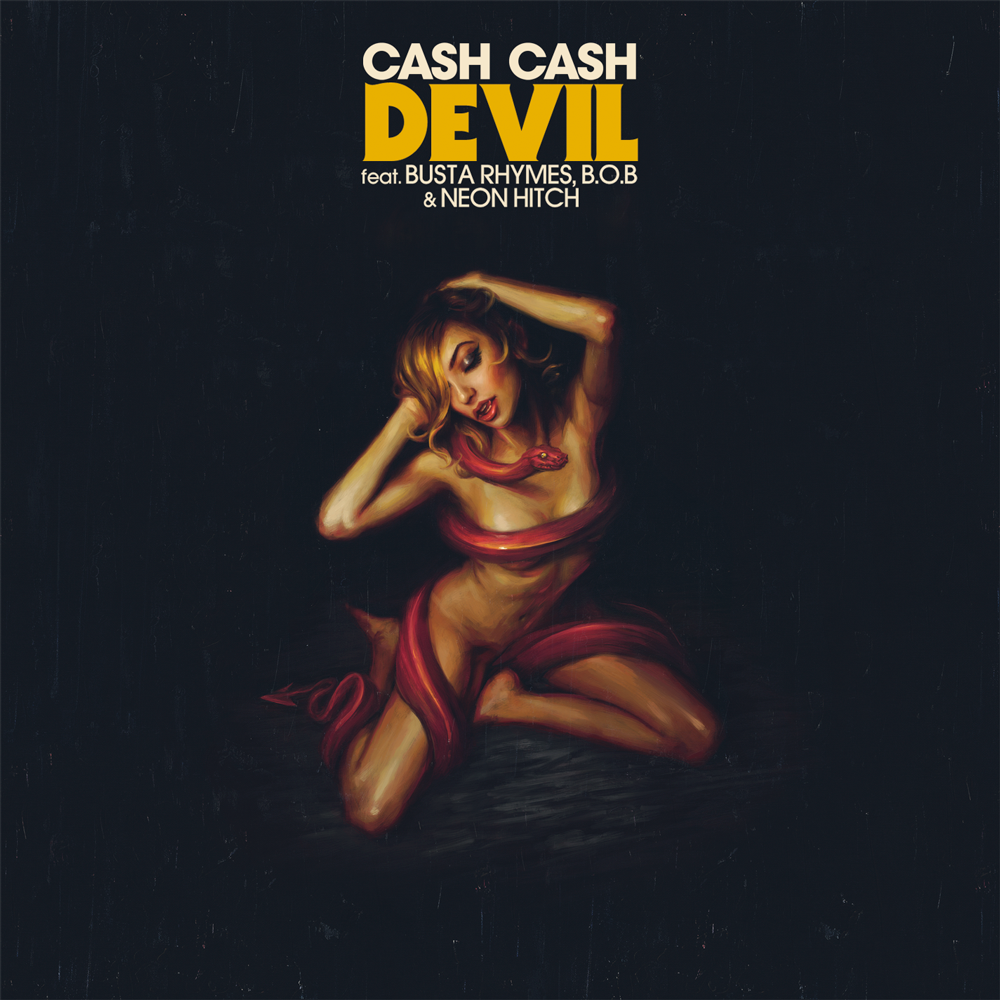 CASH CASH
DEVIL
feat. BUSTA RHYMES, B.O.B
& NEON HITCH